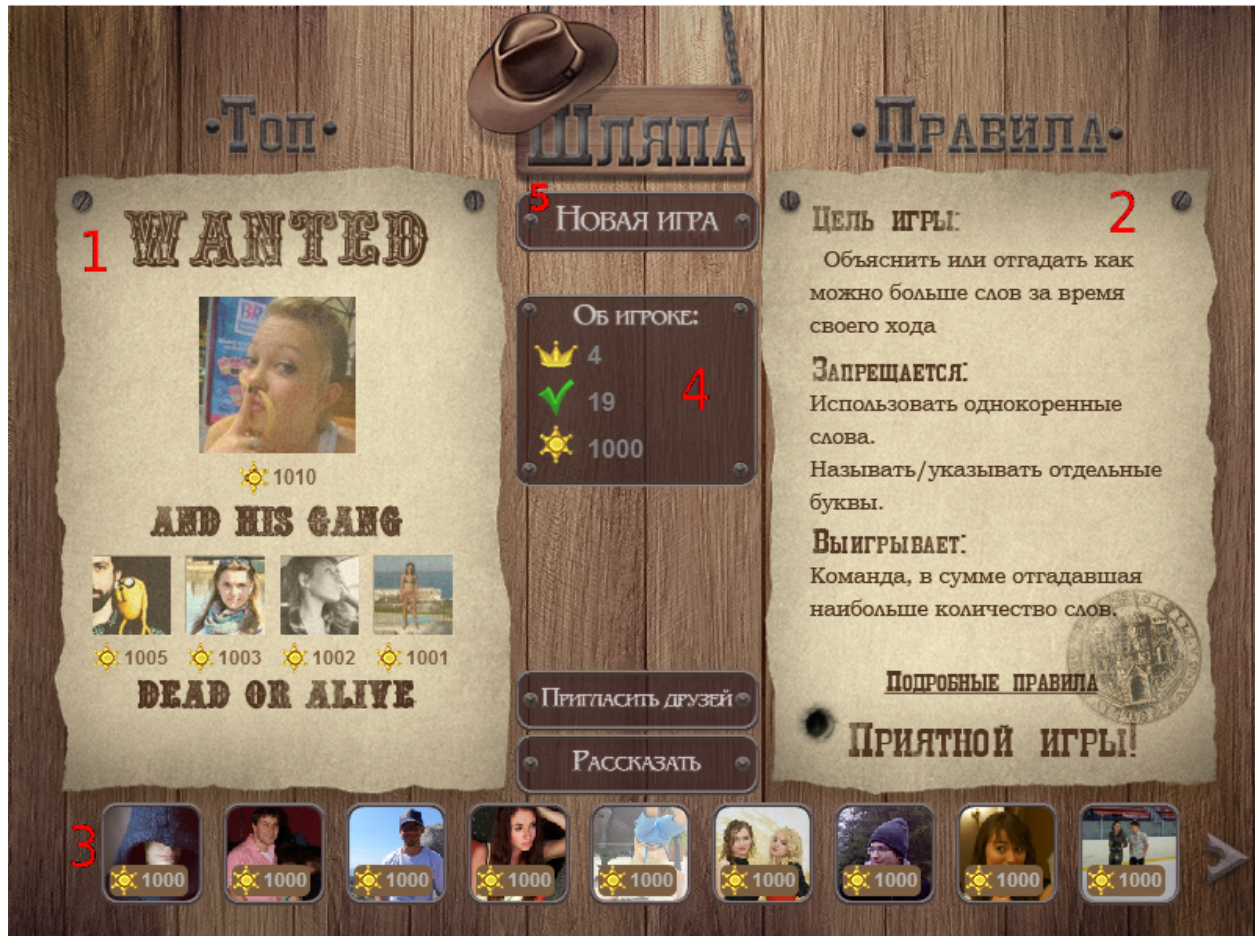 Топ
Шляпа
Правила
1
WANTED
1010
AND HIS GANG
1005
1003
1002
1001
DEAD OR ALIVE
5
Новая игра
Об игроке:
4
19
4
1000
Пригласить друзей
Рассказать
2
Цель игры:
Объяснить или отгадать как
можно больше слов за время
своего хода
Запрещается:
Использовать однокоренные
слова.
Называть/указывать отдельные
буквы.
Выигрывает:
Команда, в сумме отгадавшая
наибольше количество слов.
Подробные правила
Приятной игры!
3
1000
1000
1000
1000
1000
1000
1000
1000
1000